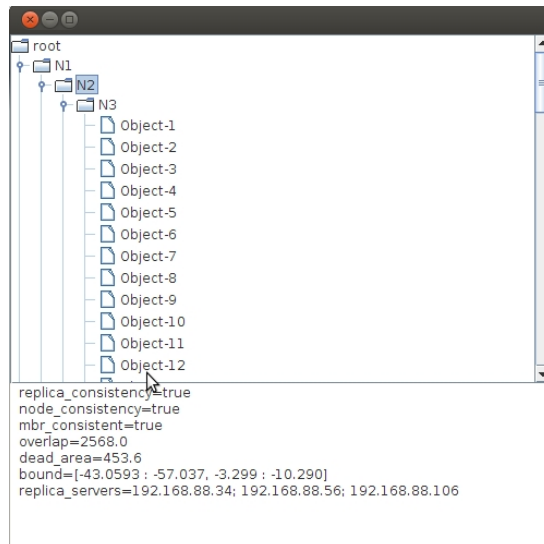 root
N1
N2
N3
Object-1
Object-2
Object-3
Object-4
Object-5
Object-6
Object-7
Object-8
Object-9
Object-10
Object-11
Object-12
replica_consistency=true
node_consistency=true
mbr_consistent=true
overlap=2568.0
dead_area=453.6
bound=[-43.0593 : -57.037, -3.299 : -10.290]
replica_servers=192.168.88.34; 192.168.88.56; 192.168.88.106